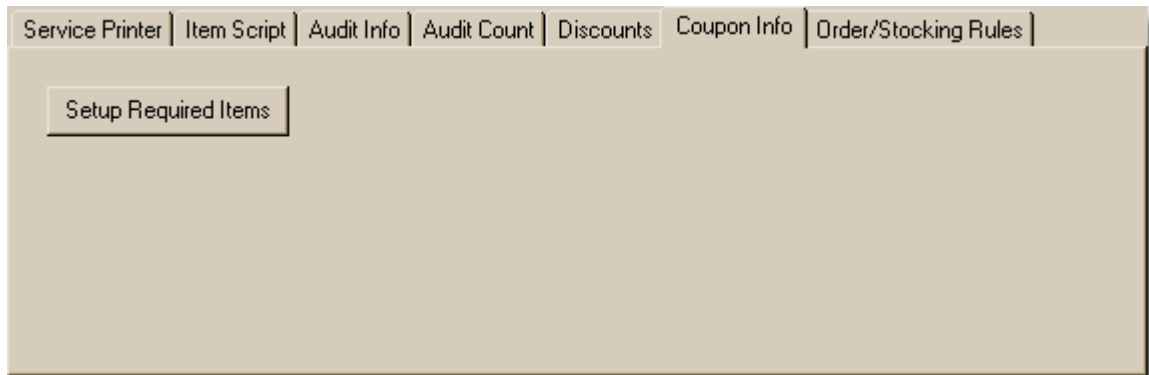 Service Printer Item Script Audit Info Audit Count Discounts Coupon Info Order/Stocking Rules
Setup Required Items